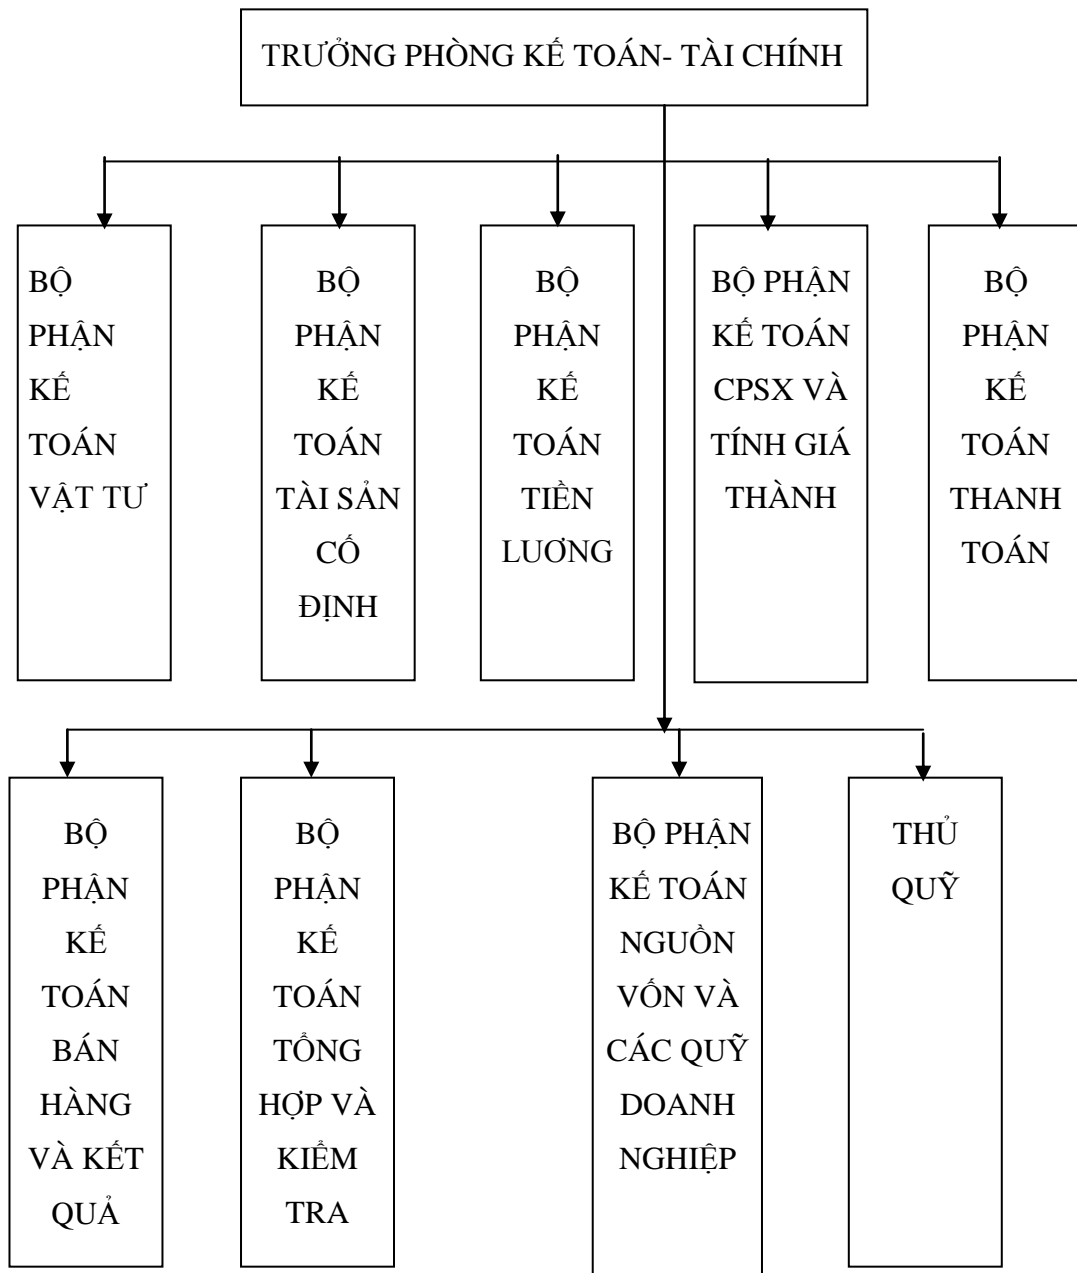 TRƯỞNG PHÒNG KẾ TOÁN- TÀI CHÍNH
BỘ
PHẬN
KẾ
TOÁN
VẬT TƯ
BỘ
PHẬN
KẾ
TOÁN
TÀI SẢN
CỐ
ĐỊNH
BỘ
PHẬN
KẾ
TOÁN
TIỀN
LUƠNG
BỘ PHẬN
KẾ TOÁN
CPSX VÀ
TÍNH GIÁ
THÀNH
BỘ
PHẬN
KẾ
TOÁN
THANH
TOÁN
BỘ
PHẬN
KẾ
TOÁN
BÁN
HÀNG
VÀ KẾT
QUẢ
BỘ
PHẬN
KẾ
TOÁN
TỔNG
HỢP VÀ
KIỂM
TRA
BỘ PHẬN
KẾ TOÁN
NGUỒN
VỐN VÀ
CÁC QUỸ
DOANH
NGHIỆP
THỦ
QUỸ